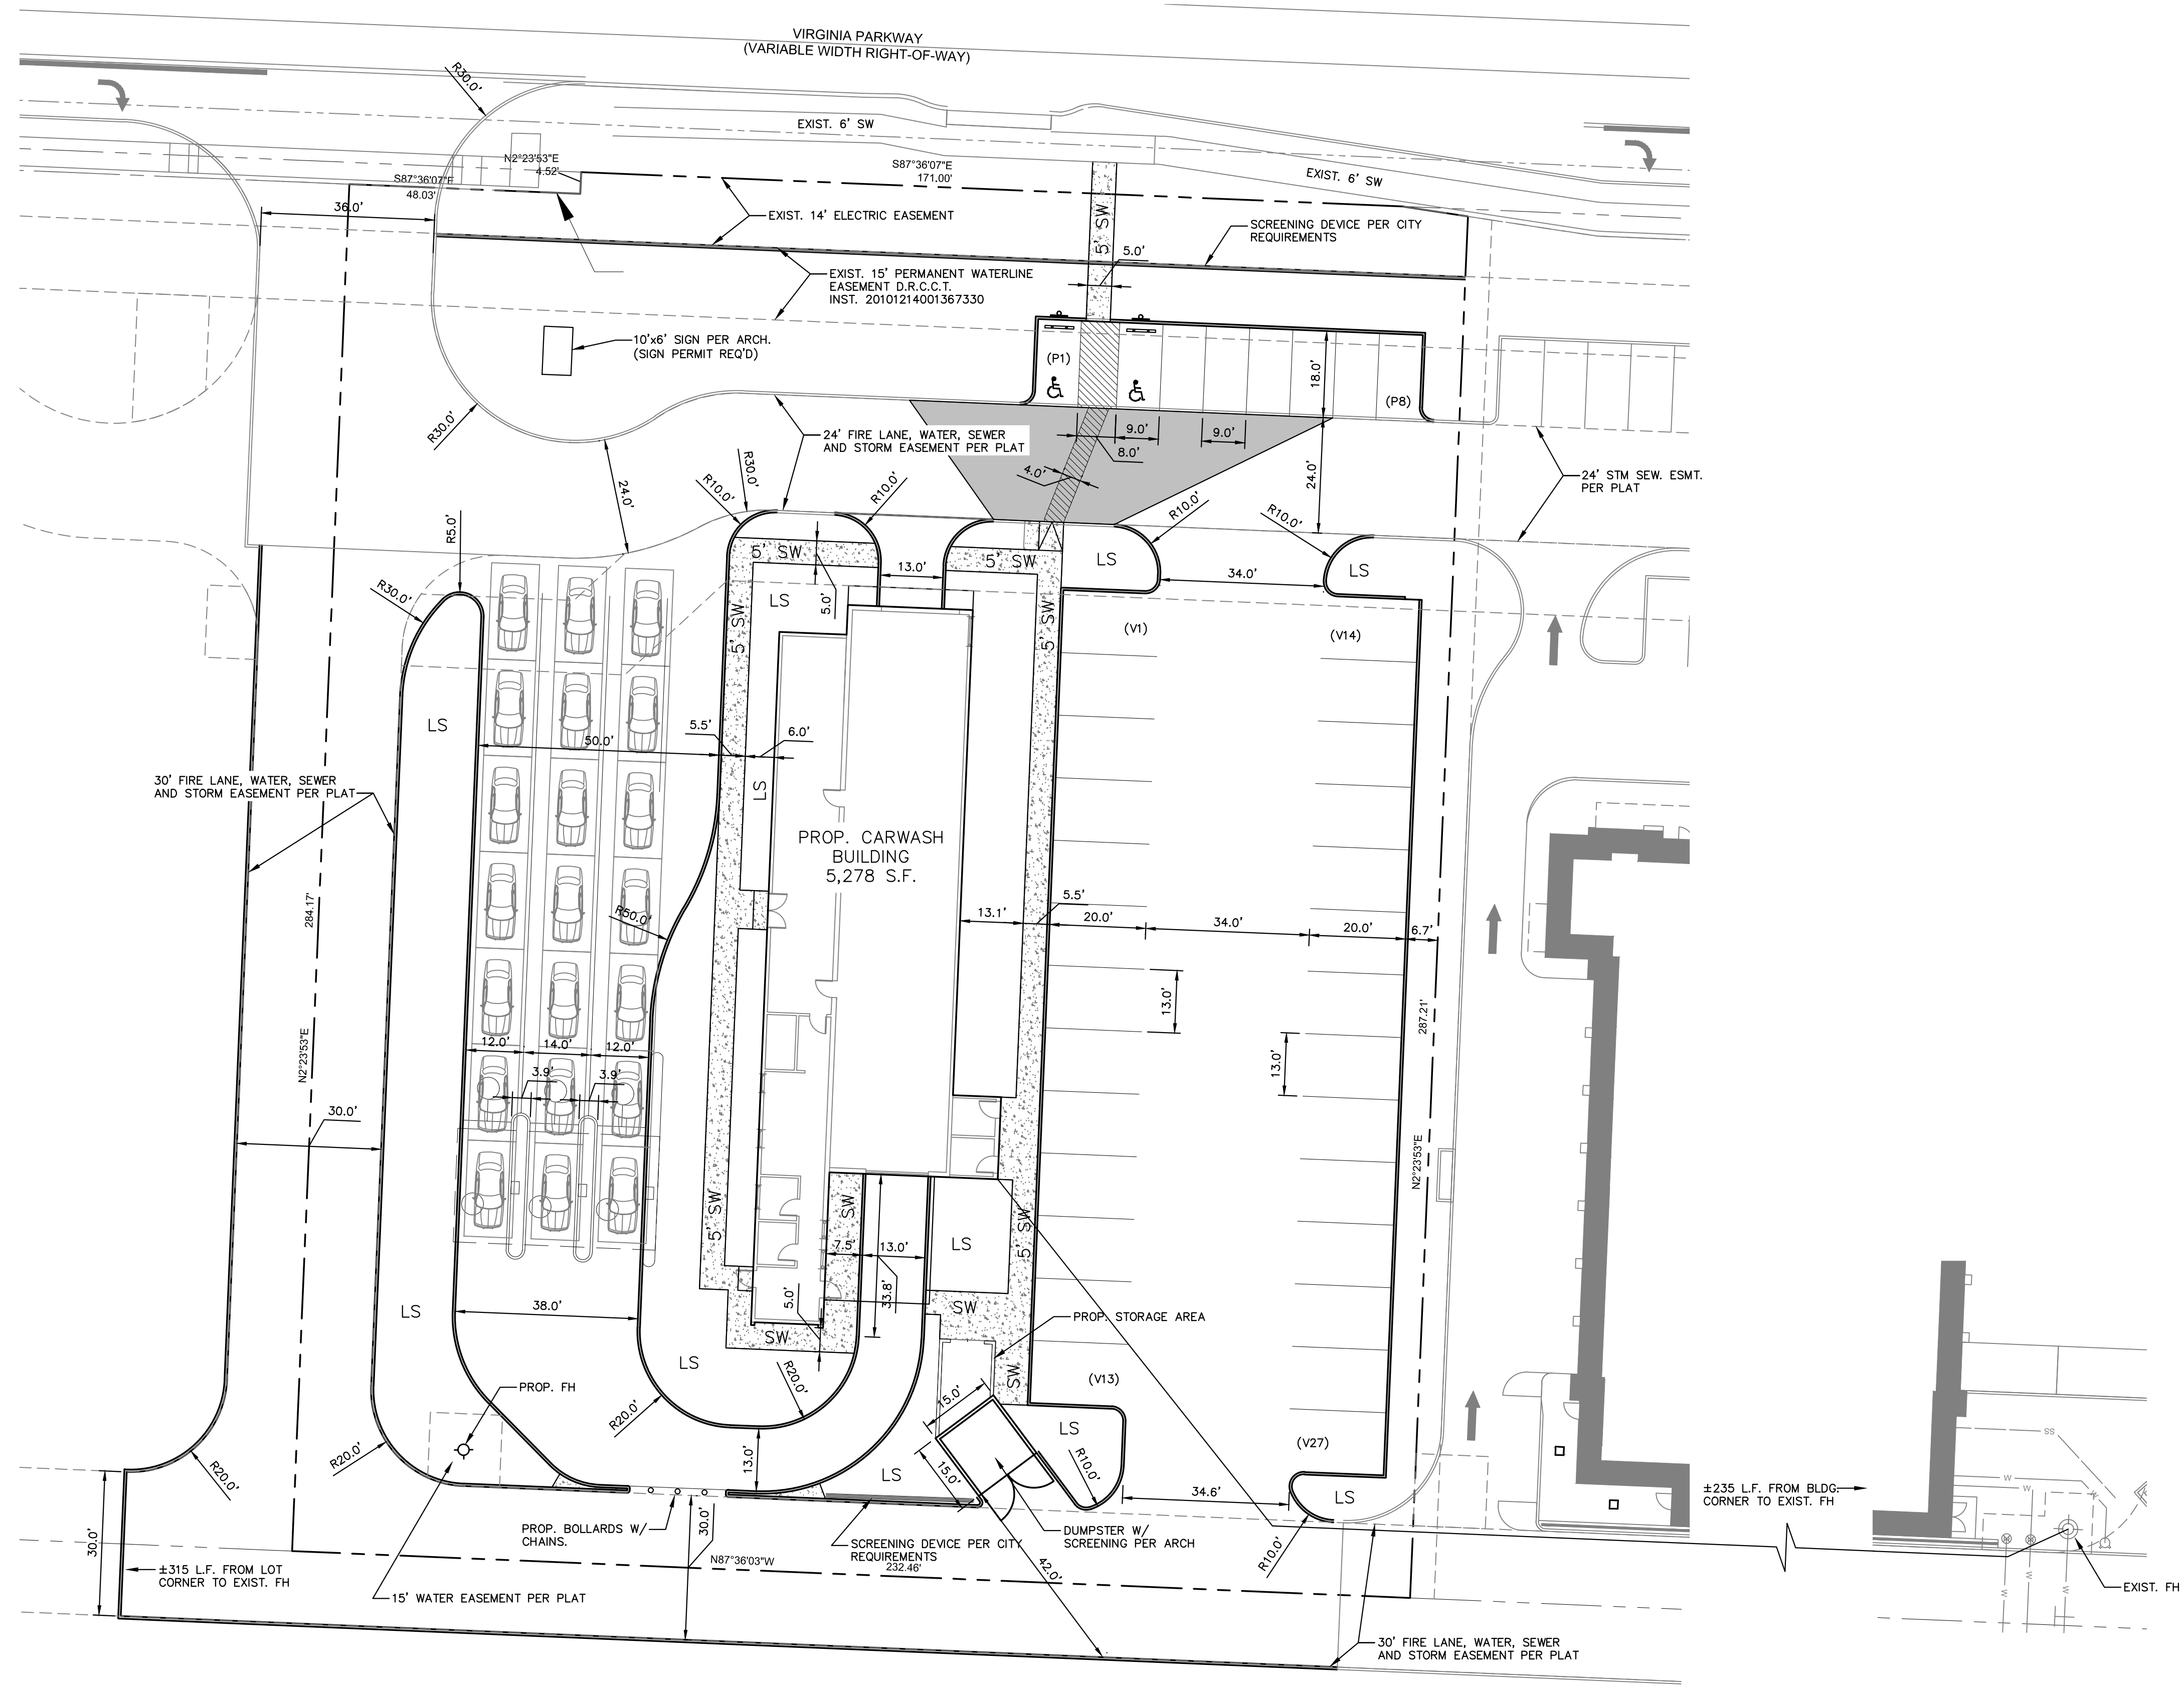 VIRGINIA PARKWAY
(VARIABLE WIDTH RIGHT-OF-WAY)
R30.0'
EXIST. 6' SW
N2°23'53"E
4.52'
S87°36'07"E
171.00'
EXIST. 6' SW
S87°36'07"E
48.03'
36.0'
EXIST. 14' ELECTRIC EASEMENT
5' SW
SCREENING DEVICE PER CITY
REQUIREMENTS
5.0'
EXIST. 15' PERMANENT WATERLINE
EASEMENT D.R.C.C.T.
INST. 20101214001367330
10'x6' SIGN PER ARCH.
(SIGN PERMIT REQ'D)
(P1)
18.0'
(P8)
R30.0'
24' FIRE LANE, WATER, SEWER
AND STORM EASEMENT PER PLAT
9.0'
9.0'
8.0'
4.0'
24.0'
24' STM SEW. ESMT.
PER PLAT
24.0'
R10.0'
R30.0'
R10.0'
R10.0'
R10.0'
R5.0'
5' SW
5' SW
LS
LS
13.0'
34.0'
R30.0'
5.0'
LS
5' SW
5' SW
(V1)
(V14)
LS
5.5'
6.0'
50.0'
LS
30' FIRE LANE, WATER, SEWER
AND STORM EASEMENT PER PLAT
PROP. CARWASH
BUILDING
5,278 S.F.
284.17'
R50.0'
13.1'
5.5'
20.0'
34.0'
20.0'
6.7'
13.0'
287.21'
N2°23'53"E
12.0'
14.0'
12.0'
13.0'
3.9'
3.9'
30.0'
N2°23'53"E
5' SW
SW
5' SW
7.5'
13.0'
LS
33.8'
5.0'
LS
38.0'
SW
SW
PROP. STORAGE AREA
LS
SW
(V13)
PROP. FH
R20.0'
R20.0'
15.0'
LS
(V27)
R20.0'
R20.0'
13.0'
LS
15.0'
R10.0'
34.6'
LS
SS
W
W
±235 L.F. FROM BLDG
CORNER TO EXIST. FH
30.0'
PROP. BOLLARDS W/
CHAINS.
30.0'
SCREENING DEVICE PER CITY
REQUIREMENTS
DUMPSTER W/
SCREENING PER ARCH
R10.0'
N87°36'03"W
232.46'
42.0'
±315 L.F. FROM LOT
CORNER TO EXIST. FH
15' WATER EASEMENT PER PLAT
W
W
W
EXIST. FH
30' FIRE LANE, WATER, SEWER
AND STORM EASEMENT PER PLAT